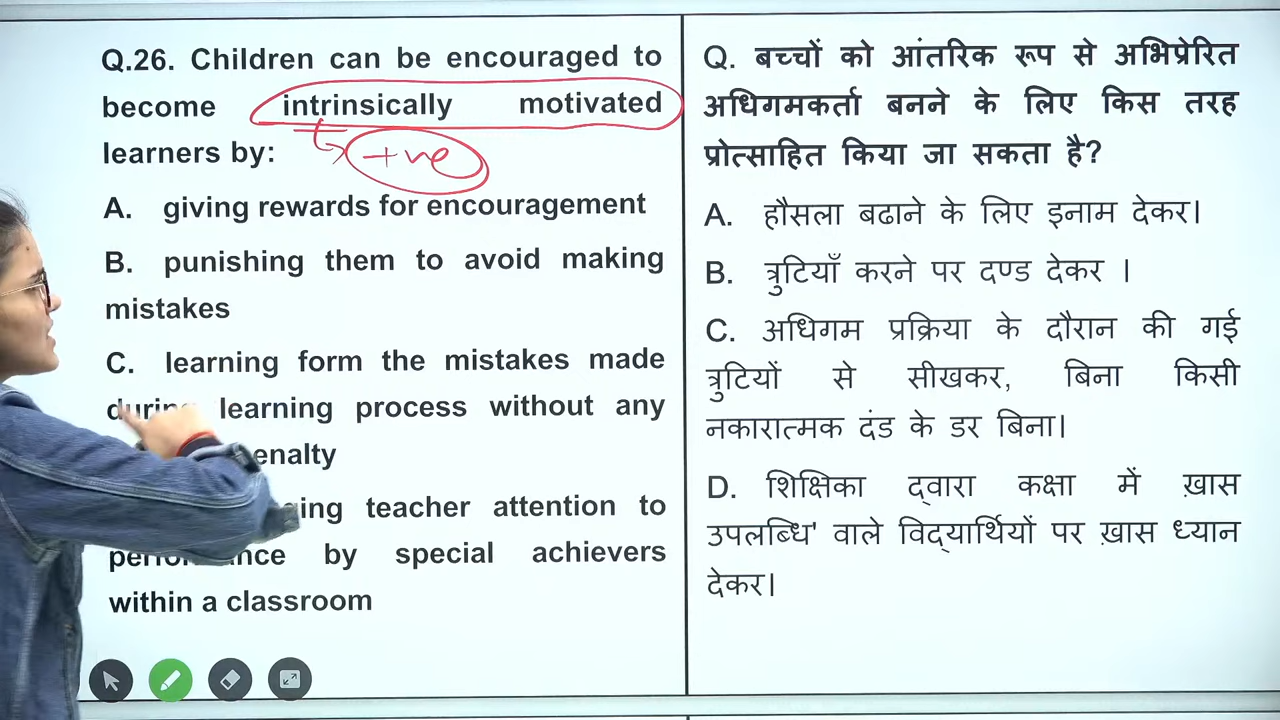 Q.26. Children can be encouraged to
become intrinsically motivated
learners by:
+ve
A. giving rewards for encouragement
B. punishing them to avoid making
mistakes
C. learning form the mistakes made
learning process without any
teacher attention to
by special achievers
within a classroom
Q. बच्चों को आंतरिक रूप से अभिप्रेरित
अधिगमकर्ता बनने के लिए किस तरह
प्रोत्साहित किया जा सकता है?
A. हौसला बढाने के लिए इनाम देकर।
B. त्रुटियाँ करने पर दण्ड देकर ।
C. अधिगम प्रक्रिया के दौरान की गई
त्रुटियों से सीखकर, बिना किसी
नकारात्मक दंड के डर बिना।
D. शिक्षिका द्वारा कक्षा में ख़ास
उपलब्धि' वाले विद्यार्थियों पर ख़ास ध्यान
देकर।